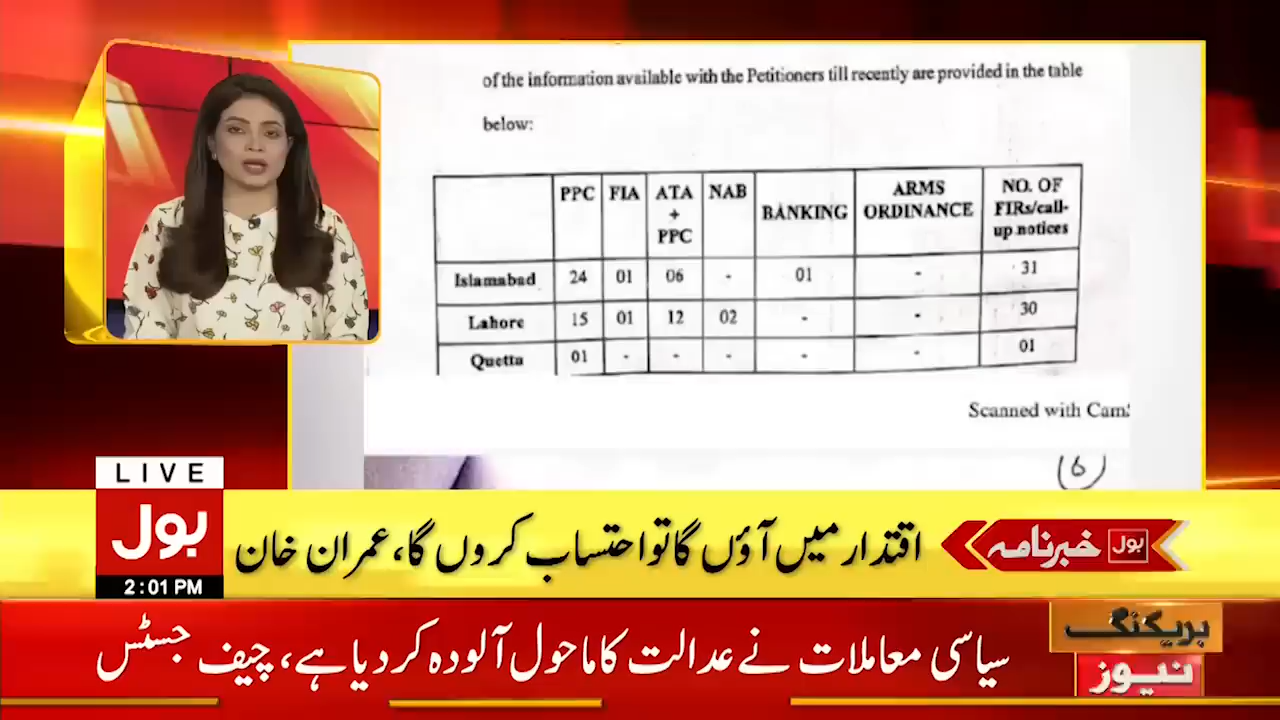 of the information available with the Petitioners till recently are provided in the table
below:
PPC FIA ATA + PPC NAB BANKING ARMS ORDINANCE NO. OF FIRs/call-up notices
Islamabad 24 01 06 - 01 - 31
Lahore 15 01 12 02 - - 30
Quetta 01 - - - - - 01
Scanned with Cam
(6)
LIVE
بول
2:01 PM
بول خبرنامہ
اقتدار میں آؤں گا تو احتساب کروں گا، عمران خان
بریکنگ
نیوز
سیاسی معاملات نے عدالت کا ماحول آلودہ کر دیا ہے، چیف جسٹس